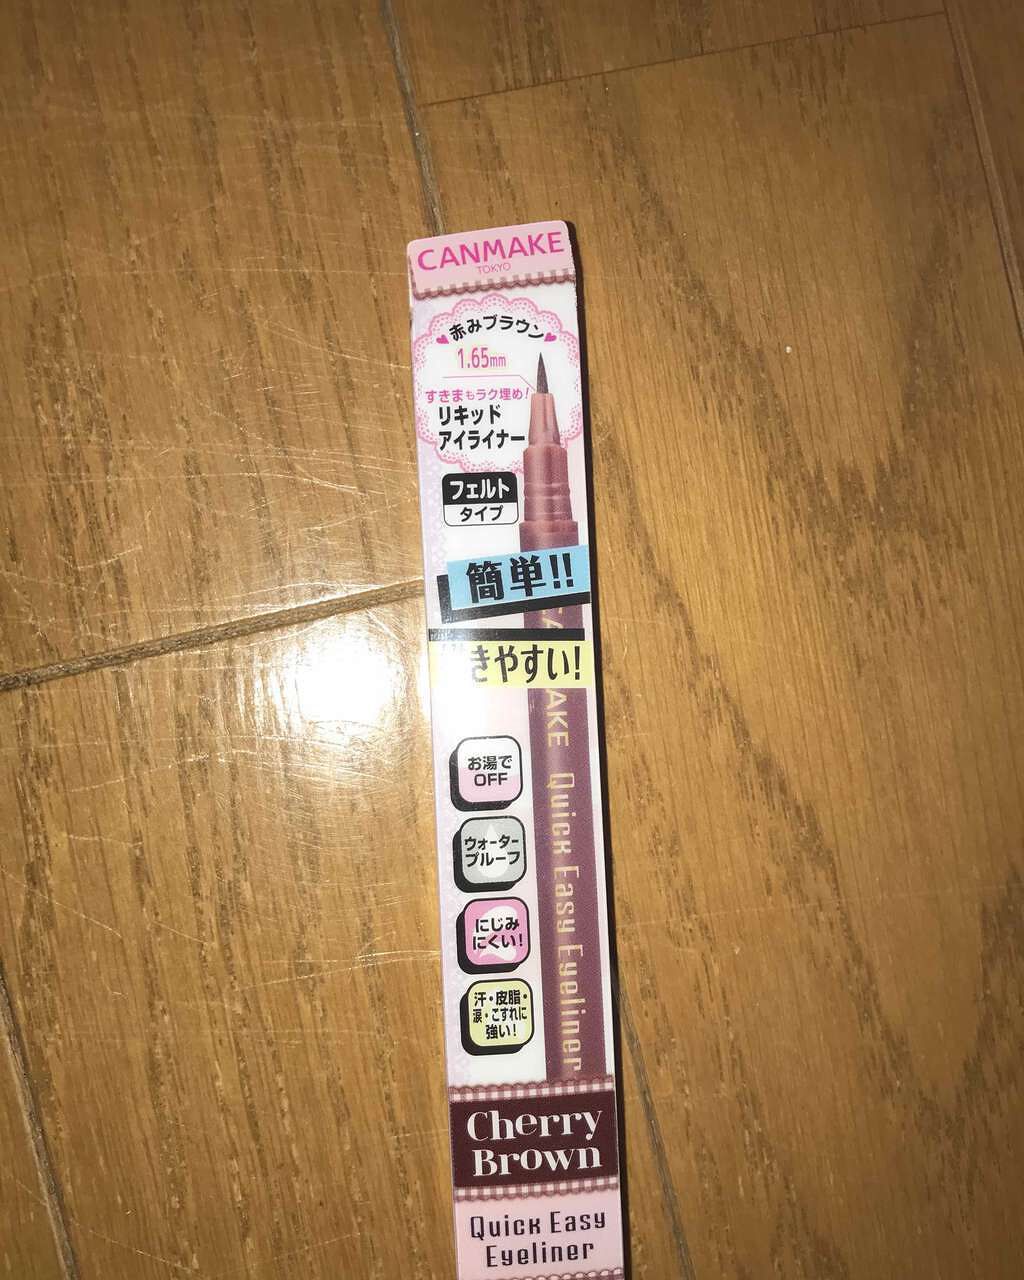 CANMAKE
TOKYO
赤みブラウン
1.65mm
すきまもラク埋め!
リキッド
アイライナー
フェルト
タイプ
簡単!!
きやすい!
AKE Quick Easy Eyeliner
お湯で
OFF
ウォーター
プルーフ
にじみ
にくい!
汗・皮脂・
涙・こすれに
強い!
Cherry
Brown
Quick Easy
Eyeliner